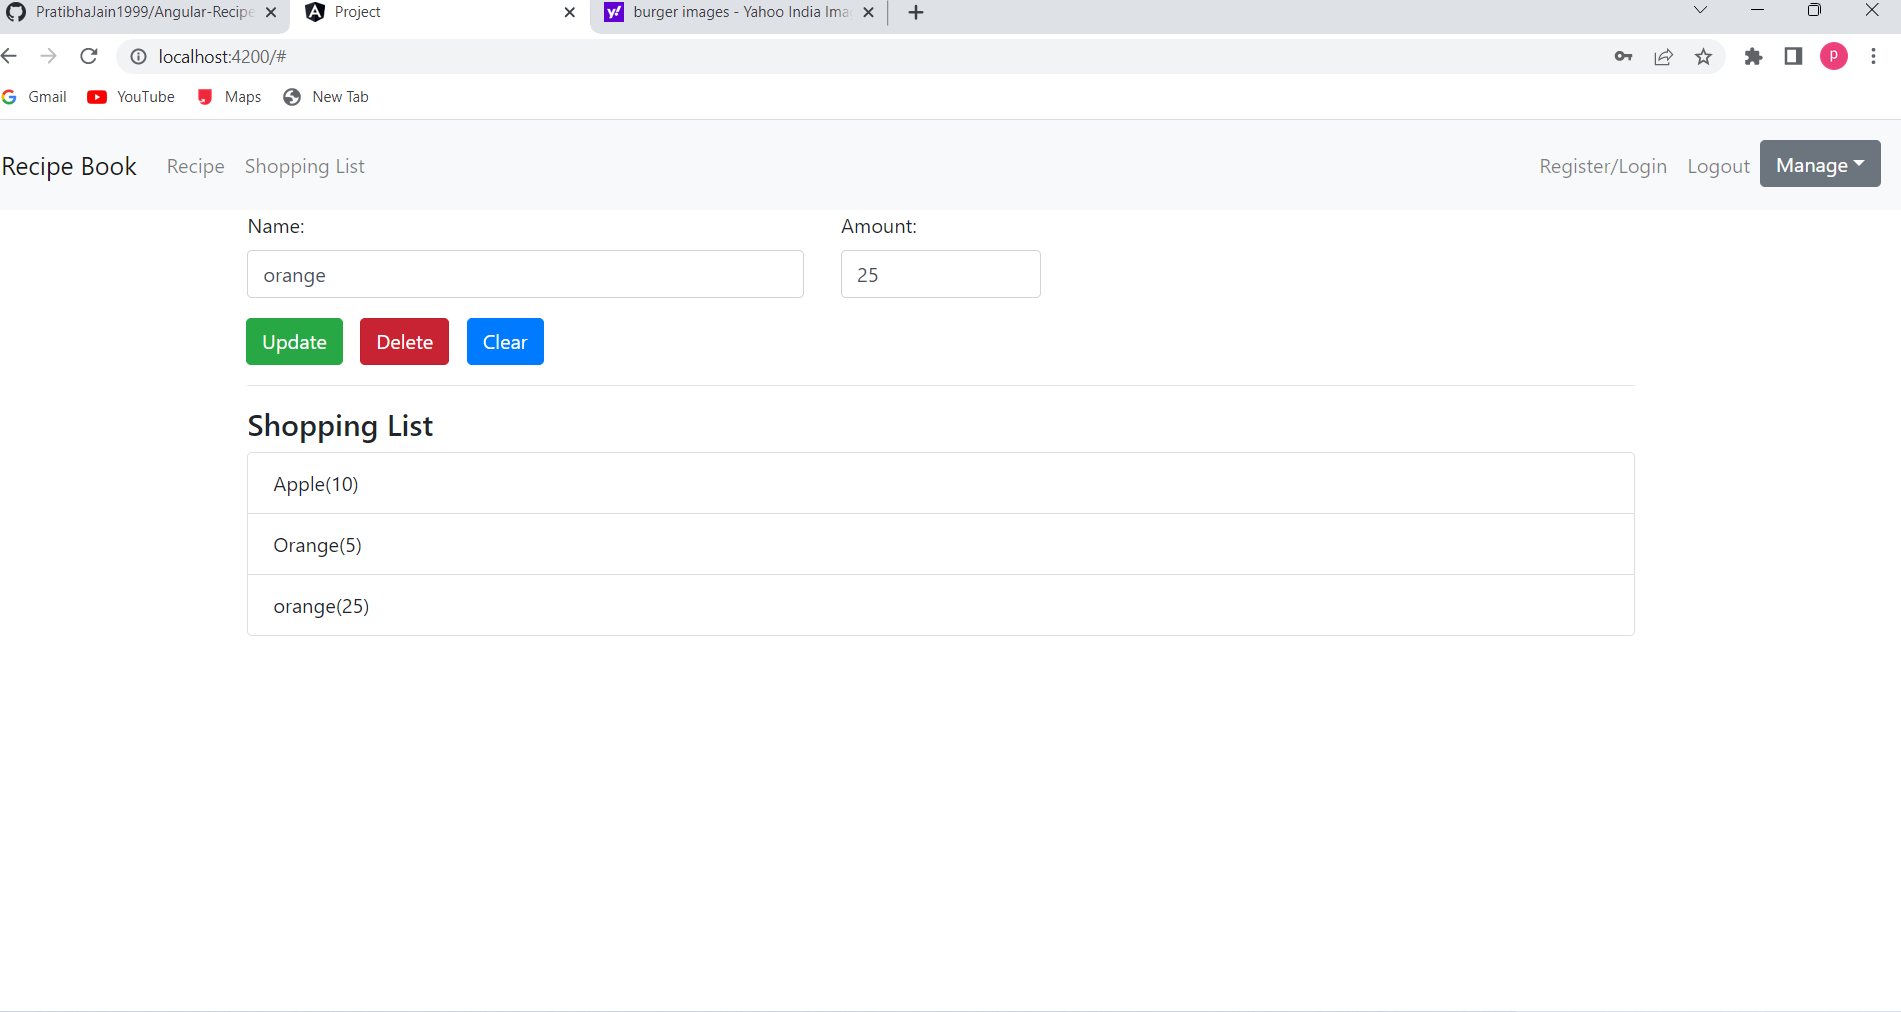 PratibhaJain1999/Angular-Recipe
Project
burger images - Yahoo India Ima
localhost:4200/#
P
Gmail
YouTube
Maps
New Tab
Recipe Book
Recipe
Shopping List
Register/Login
Logout
Manage
Name:
Amount:
orange
25
Update
Delete
Clear
Shopping List
Apple(10)
Orange(5)
orange(25)